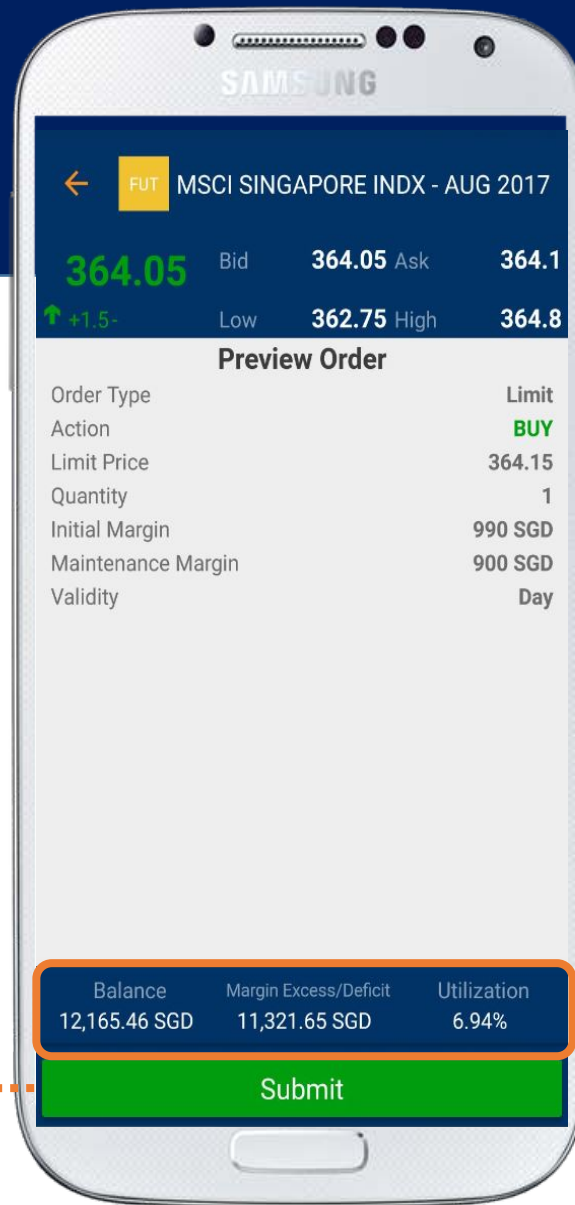 SAMSUNG
FUT MSCI SINGAPORE INDX - AUG 2017
364.05 Bid 364.05 Ask 364.1
+1.5- Low 362.75 High 364.8
Preview Order
Order Type Limit
Action BUY
Limit Price 364.15
Quantity 1
Initial Margin 990 SGD
Maintenance Margin 900 SGD
Validity Day
Balance Margin Excess/Deficit Utilization
12,165.46 SGD 11,321.65 SGD 6.94%
Submit